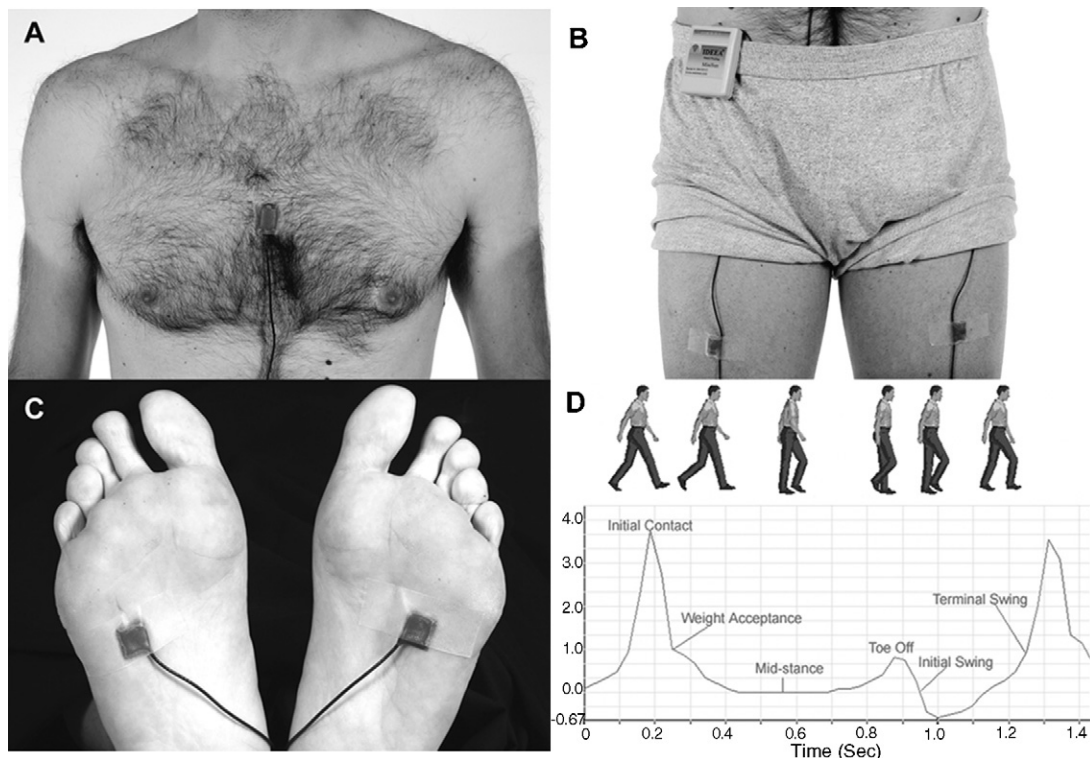 A
B
IDEEA
C
D
4.0
3.0
2.0
1.0
0.0
-0.67
Initial Contact
Weight Acceptance
Mid-stance
Toe Off
Initial Swing
Terminal Swing
0
0.2
0.4
0.6
0.8
1.0
1.2
1.4
Time (Sec)